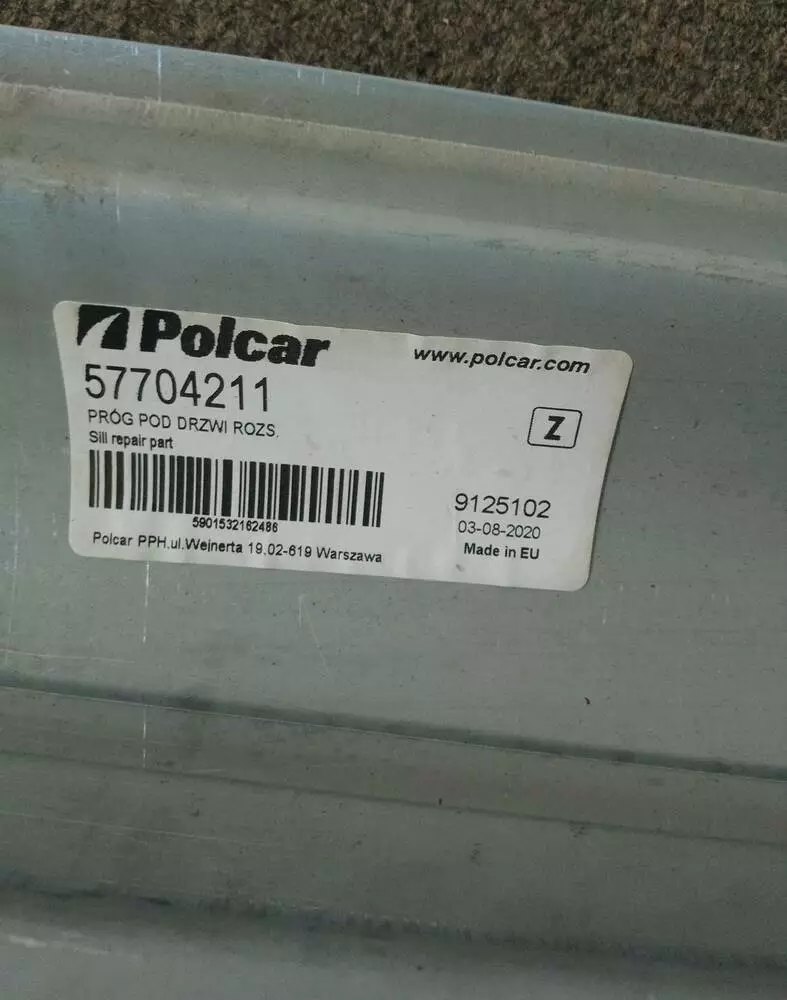 Polcar
www.polcar.com
57704211
PRÓG POD DRZWI ROZS.
Sill repair part
Z
5901532162486
9125102
03-08-2020
Made in EU
Polcar PPH.ul.Wejnerta 19,02-619 Warszawa